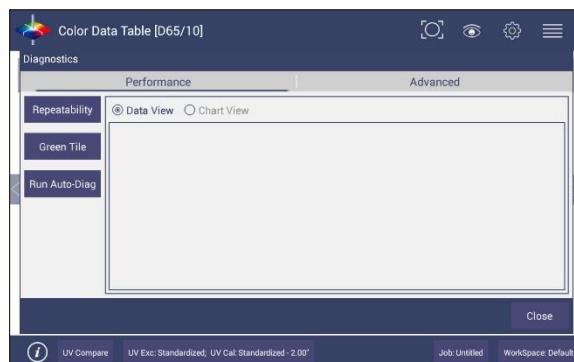 Color Data Table [D65/10]
Diagnostics
Performance Advanced
Repeatability Data View Chart View
Green Tile
Run Auto-Diag
Close
UV Compare UV Exc: Standardized; UV Cal: Standardized - 2.00" Job: Untitled WorkSpace: Default